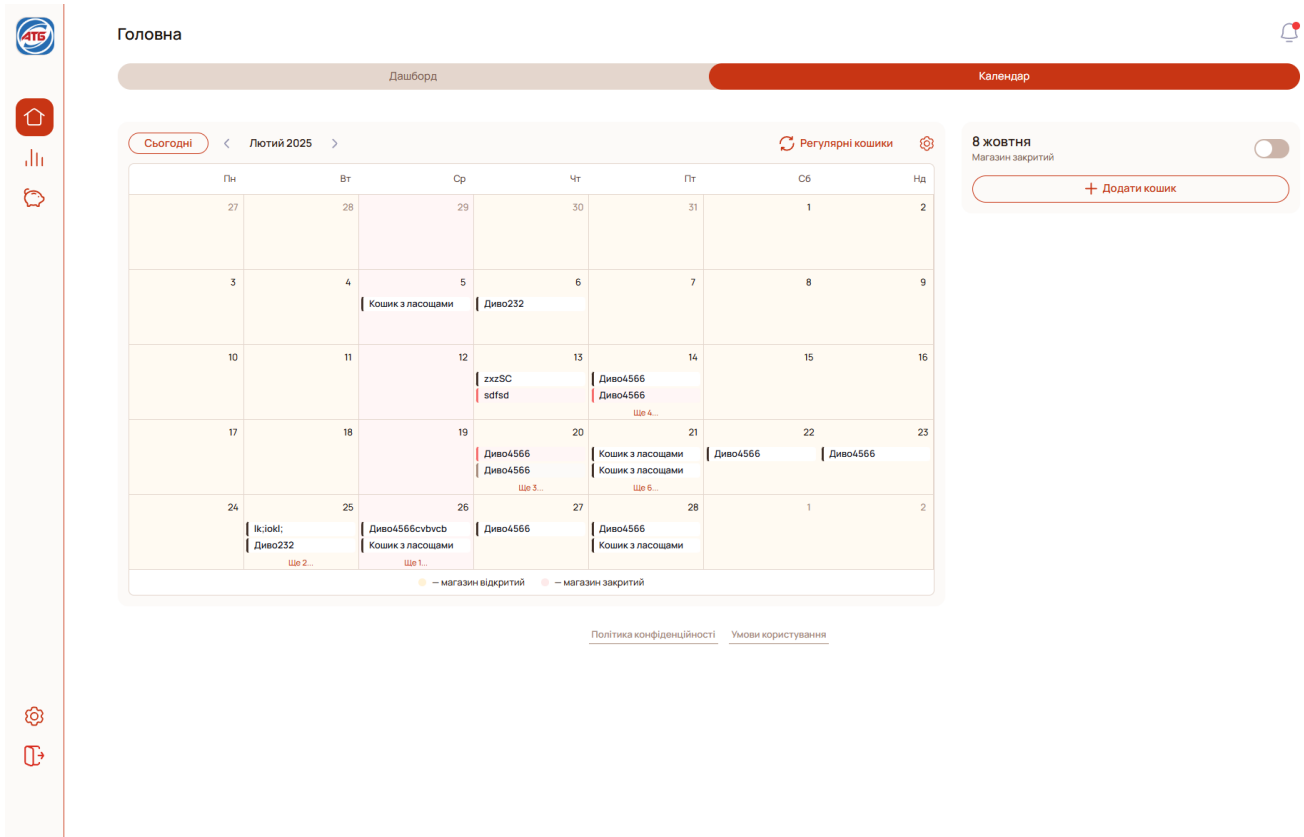 АТБ
Головна
Дашборд Календар
Сьогодні Лютий 2025 Регулярні кошики
8 жовтня
Магазин закритий
Додати кошик
Пн Вт Ср Чт Пт Сб Нд
27 28 29 30 31 1 2
3 4 5 6 7 8 9
Кошик з ласощами Диво232
10 11 12 13 14 15 16
zxzSC Диво4566
sdfsd Диво4566
Ще 4...
17 18 19 20 21 22 23
Диво4566 Кошик з ласощами Диво4566 Диво4566
Диво4566 Кошик з ласощами
Ще 3... Ще 6...
24 25 26 27 28 1 2
lk;iokl; Диво4566cvbvcb Диво4566 Диво4566
Диво232 Кошик з ласощами Кошик з ласощами
Ще 2... Ще 1...
— магазин відкритий — магазин закритий
Політика конфіденційності Умови користування